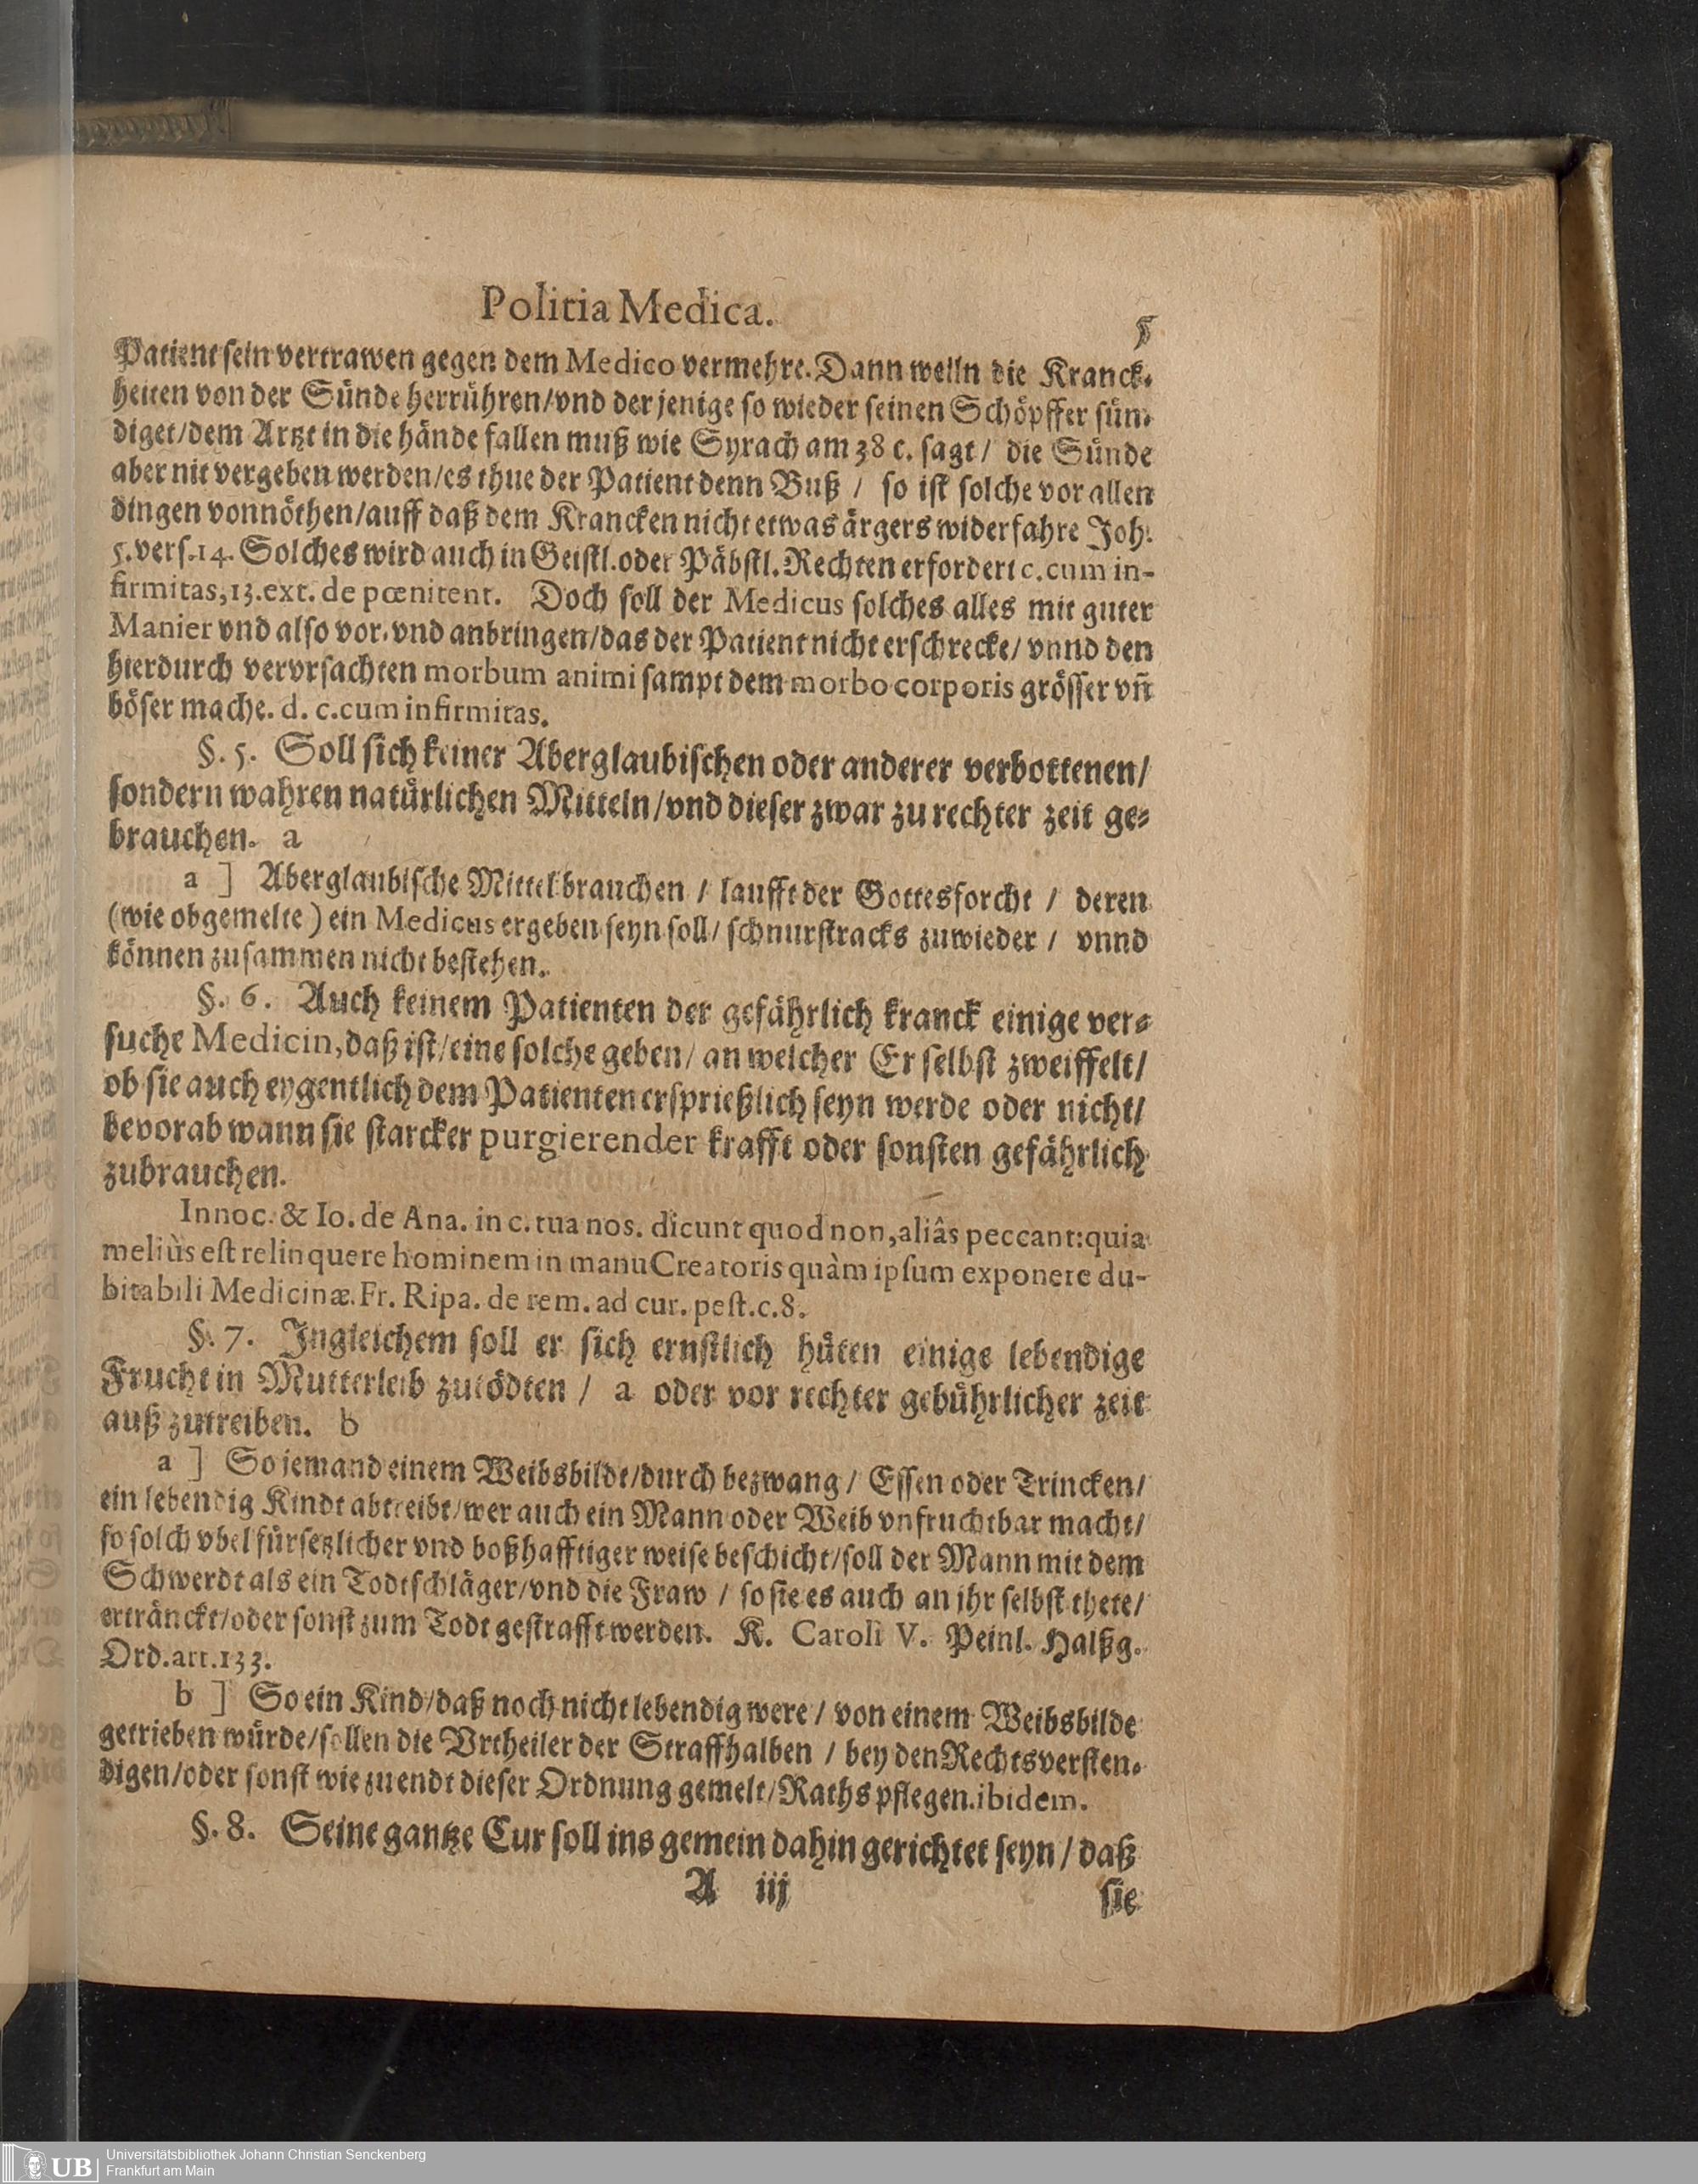 Politia Medica. 5
Patient sein vertrawen gegen dem Medico vermehre. Dann weiln die Kranck-
heiten von der Sünde herrühren/vnd der jenige so wieder seinen Schöpffer sün-
diget/dem Artzt in die hände fallen muß wie Syrach am 38 c. sagt/ die Sünde
aber nit vergeben werden/es thue der Patient denn Buß / so ist solche vor allen
dingen vonnöthen/auff daß dem Krancken nicht etwas ärgers widerfahre Joh.
5. vers.14. Solches wird auch in Geistl. oder Päbstl. Rechten erfordert c. cum in-
firmitas,13.ext. de pœnitent. Doch soll der Medicus solches alles mit guter
Manier vnd also vor-vnd anbringen/das der Patient nicht erschrecke/ vnnd den
hierdurch vervrsachten morbum animi sampt dem morbo corporis grösser vn̄
böser mache. d. c. cum infirmitas.
§. 5. Soll sich keiner Aberglaubischen oder anderer verbottenen/
sondern wahren natürlichen Mitteln/vnd dieser zwar zu rechter zeit ge-
brauchen. a
a ] Aberglaubische Mittel brauchen / laufft der Gottesforcht / deren
(wie obgemelte) ein Medicus ergeben seyn soll/ schnurstracks zuwieder / vnnd
können zusammen nicht bestehen.
§. 6. Auch keinem Patienten der gefährlich kranck einige ver-
suche Medicin, daß ist/eine solche geben/ an welcher Er selbst zweiffelt/
ob sie auch eygentlich dem Patienten ersprießlich seyn werde oder nicht/
bevorab wann sie starcker purgierender krafft oder sonsten gefährlich
zubrauchen.
Innoc. & Io. de Ana. in c. tua nos. dicunt quod non, aliâs peccant: quia
meliùs est relinquere hominem in manu Creatoris quàm ipsum exponere du-
bitabili Medicinæ. Fr. Ripa. de rem. ad cur. pest.c.8.
§. 7. Ingleichem soll er sich ernstlich hüten einige lebendige
Frucht in Mutterleib zutödten / a oder vor rechter gebührlicher zeit
auß zutreiben. b
a ] So jemand einem Weibsbildt/durch bezwang / Essen oder Trincken/
ein lebendig Kindt abtreibt/wer auch ein Mann oder Weib vnfruchtbar macht/
so solch vbel fürsetzlicher vnd boßhafftiger weise beschicht/soll der Mann mit dem
Schwerdt als ein Todtschläger/vnd die Fraw / so sie es auch an jhr selbst thete/
ertränckt/oder sonst zum Todt gestrafft werden. K. Caroli V. Peinl. Halßg.
Ord.art.133.
b ] So ein Kind/daß noch nicht lebendig were / von einem Weibsbilde
getrieben würde/sollen die Vrtheiler der Straffhalben / bey den Rechtsversten-
digen/oder sonst wie zu endt dieser Ordnung gemelt/Raths pflegen. ibidem.
§. 8. Seine gantze Cur soll ins gemein dahin gerichtet seyn / daß
A iij sie
UB Universitätsbibliothek Johann Christian Senckenberg
Frankfurt am Main